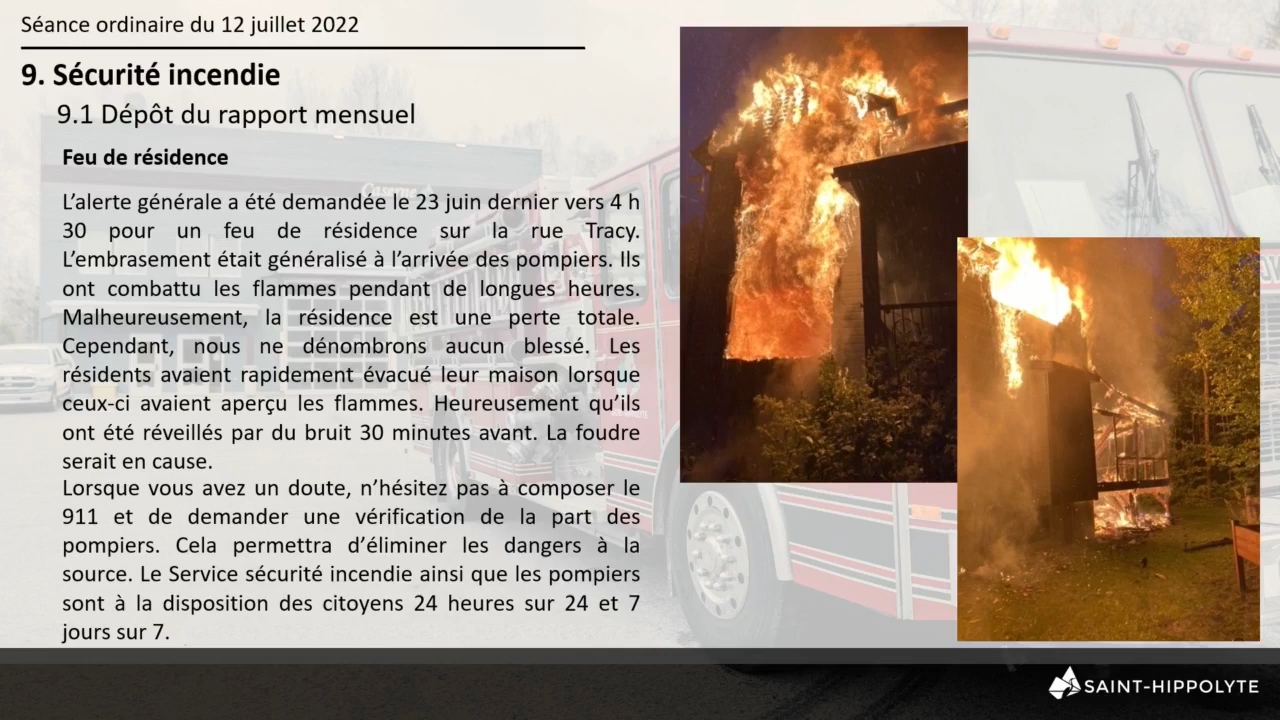 Séance ordinaire du 12 juillet 2022
9. Sécurité incendie
9.1 Dépôt du rapport mensuel
Feu de résidence
L’alerte générale a été demandée le 23 juin dernier vers 4 h
30 pour un feu de résidence sur la rue Tracy.
L’embrasement était généralisé à l’arrivée des pompiers. Ils
ont combattu les flammes pendant de longues heures.
Malheureusement, la résidence est une perte totale.
Cependant, nous ne dénombrons aucun blessé. Les
résidents avaient rapidement évacué leur maison lorsque
ceux-ci avaient aperçu les flammes. Heureusement qu’ils
ont été réveillés par du bruit 30 minutes avant. La foudre
serait en cause.
Lorsque vous avez un doute, n’hésitez pas à composer le
911 et de demander une vérification de la part des
pompiers. Cela permettra d’éliminer les dangers à la
source. Le Service sécurité incendie ainsi que les pompiers
sont à la disposition des citoyens 24 heures sur 24 et 7
jours sur 7.
SAINT-HIPPOLYTE